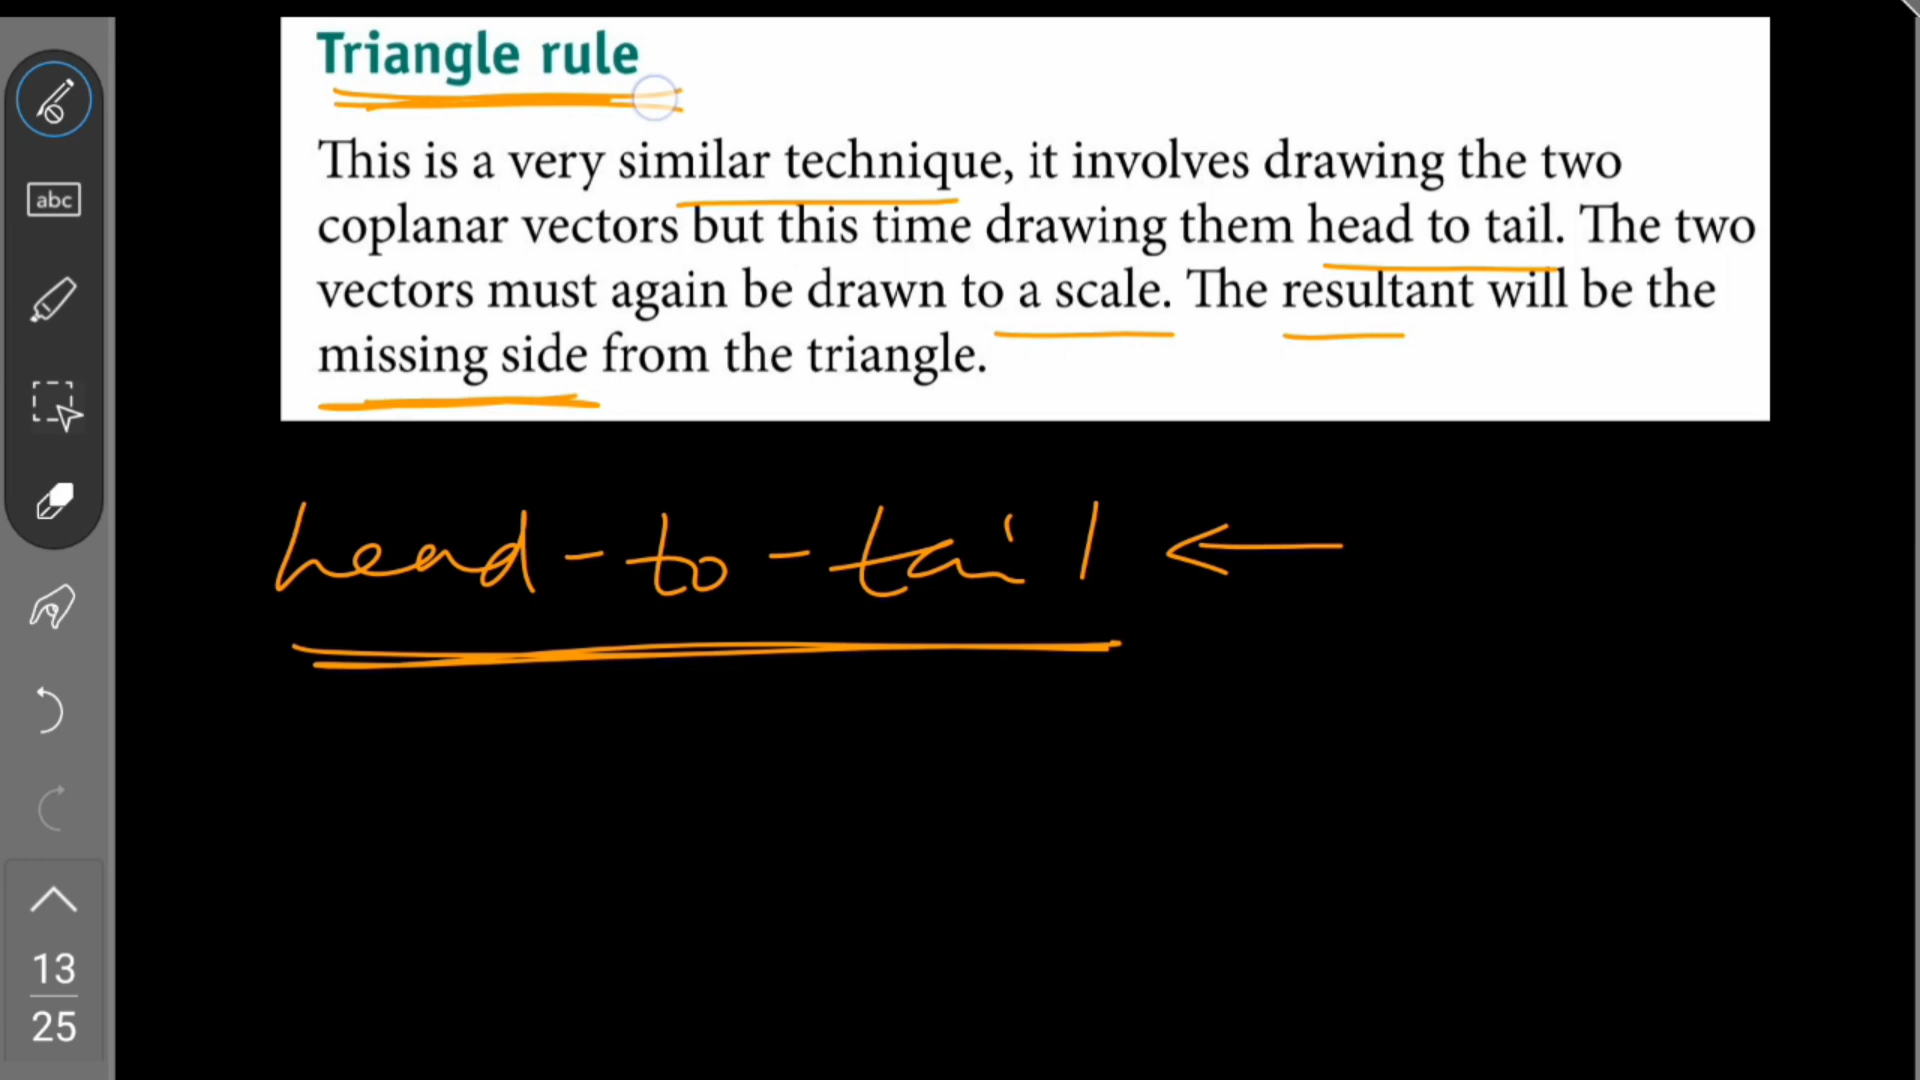 Triangle rule
This is a very similar technique, it involves drawing the two
coplanar vectors but this time drawing them head to tail. The two
vectors must again be drawn to a scale. The resultant will be the
missing side from the triangle.
head-to-tail ←
abc
13
25